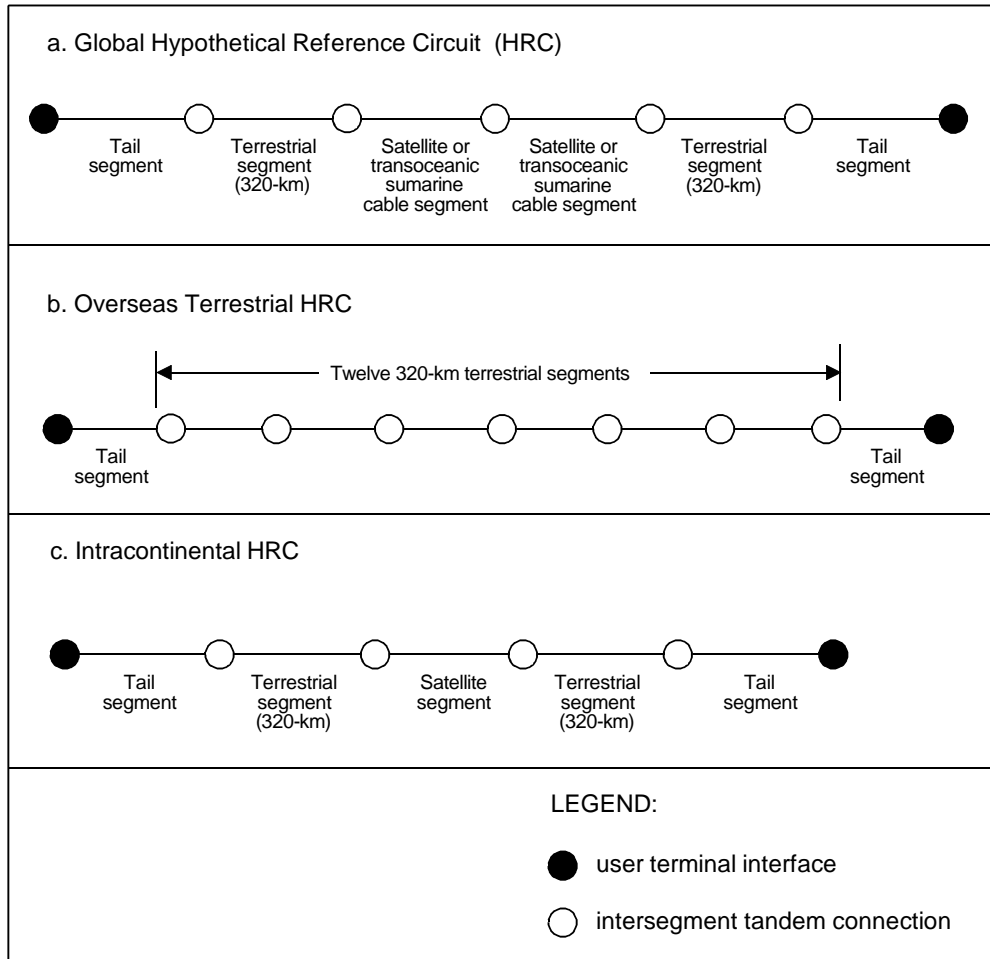 a. Global Hypothetical Reference Circuit (HRC)
Tail
segment
Terrestrial
segment
(320-km)
Satellite or
transoceanic
sumarine
cable segment
Satellite or
transoceanic
sumarine
cable segment
Terrestrial
segment
(320-km)
Tail
segment
b. Overseas Terrestrial HRC
Twelve 320-km terrestrial segments
Tail
segment
Tail
segment
c. Intracontinental HRC
Tail
segment
Terrestrial
segment
(320-km)
Satellite
segment
Terrestrial
segment
(320-km)
Tail
segment
LEGEND:
user terminal interface
intersegment tandem connection